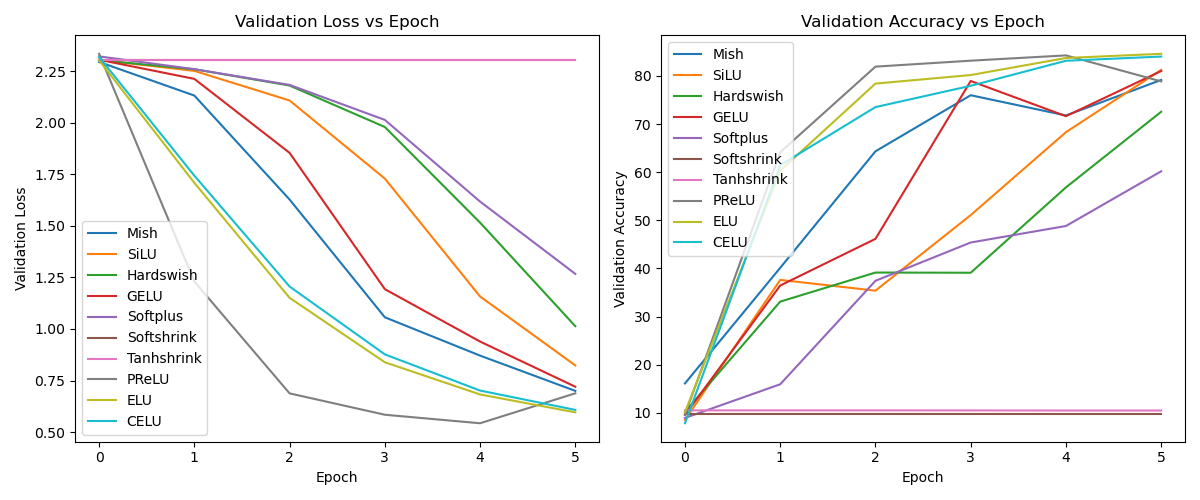 Validation Loss vs Epoch
Validation Loss
2.25
2.00
1.75
1.50
1.25
1.00
0.75
0.50
Mish
SiLU
Hardswish
GELU
Softplus
Softshrink
Tanhshrink
PReLU
ELU
CELU
0 1 2 3 4 5
Epoch
Validation Accuracy vs Epoch
Validation Accuracy
80
70
60
50
40
30
20
10
Mish
SiLU
Hardswish
GELU
Softplus
Softshrink
Tanhshrink
PReLU
ELU
CELU
0 1 2 3 4 5
Epoch